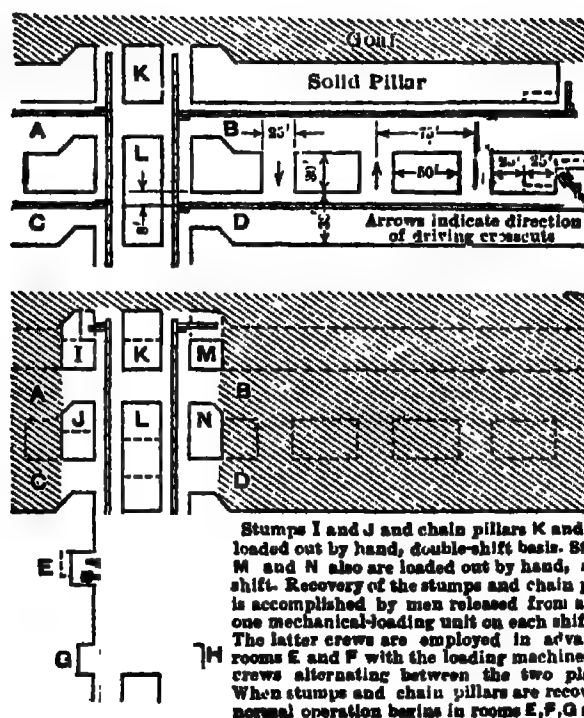 Goaf
K
Solid Pillar
A
B
25'
75'
L
50'
25'
25'
8'
C
D
Arrows indicate direction
of driving crosscuts
I
K
M
A
B
J
L
N
C
D
E
G
H
Stumps I and J and chain pillars K and
loaded out by hand, double-shift basis.
M and N also are loaded out by hand,
shift. Recovery of the stumps and chain
is accomplished by men released from
one mechanical-loading unit on each
The latter crews are employed in
rooms E and F with the loading
crews alternating between the two
When stumps and chain pillars are
normal operation begins in rooms E,F,G